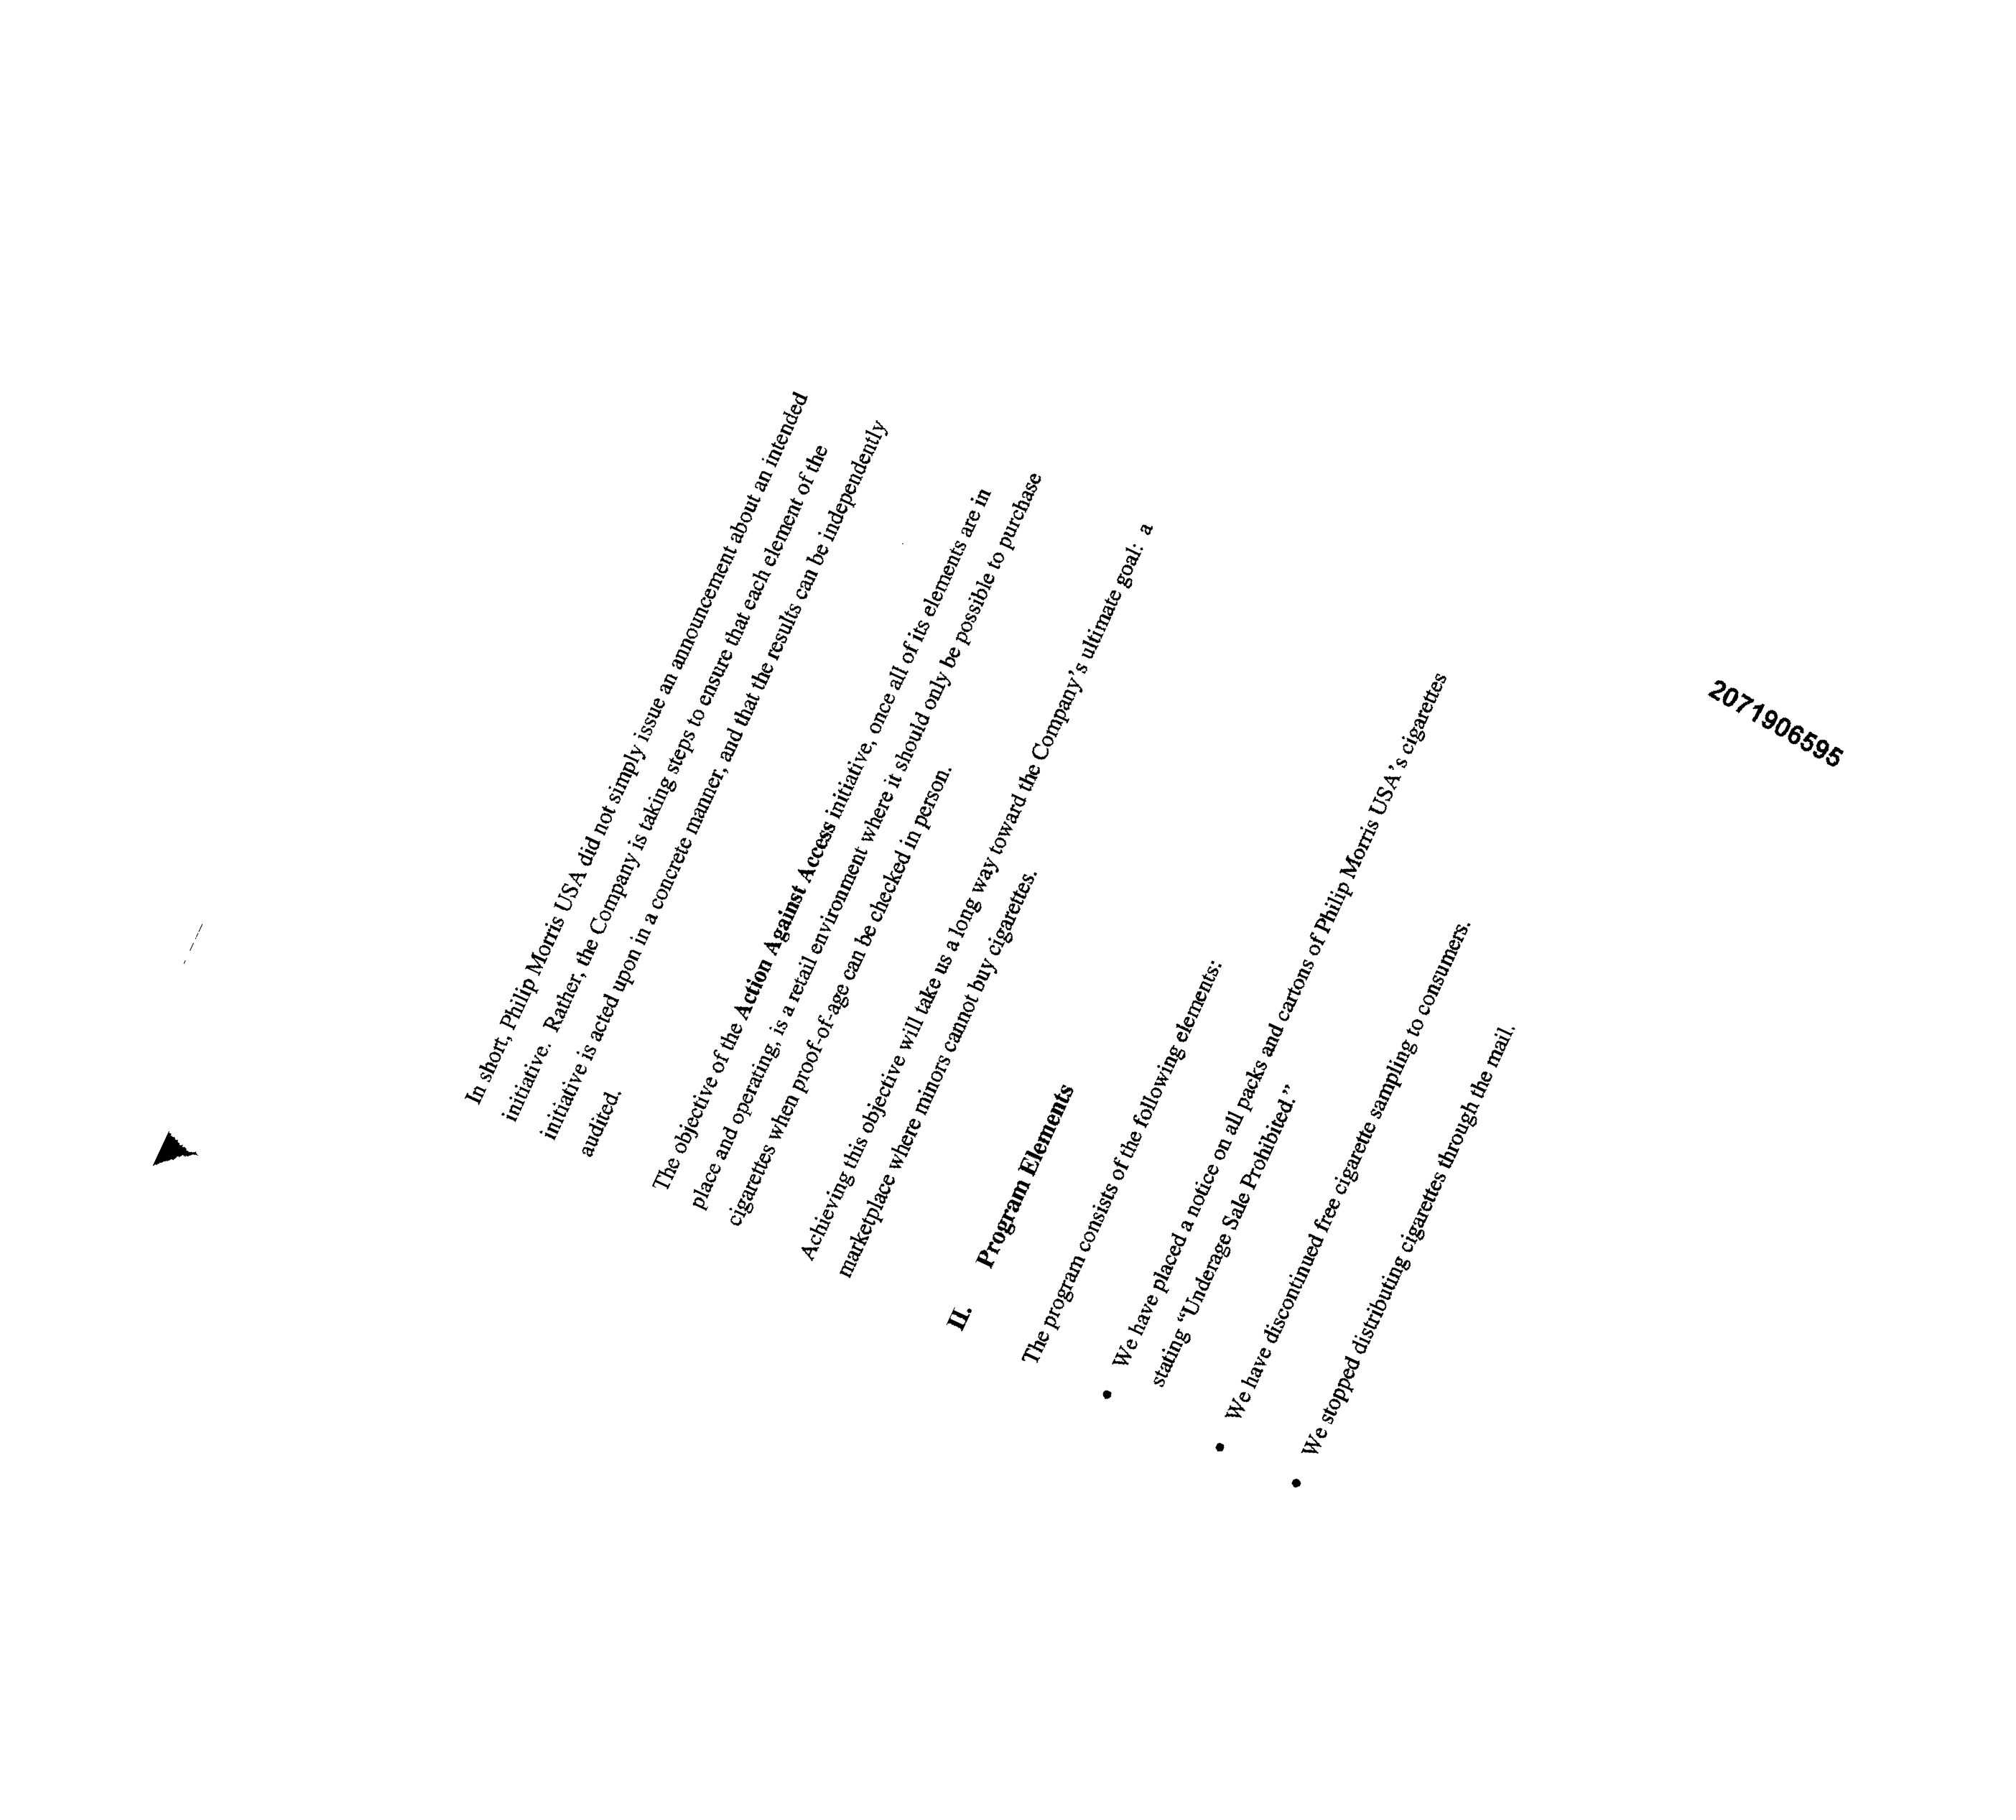 In short, Philip Morris USA did not simply issue an announcement about an intended
initiative.  Rather, the Company is taking steps to ensure that each element of the
initiative is acted upon in a concrete manner, and that the results can be independently
audited.
The objective of the Action Against Access initiative, once all of its elements are in
place and operating, is a retail environment where it should only be possible to purchase
cigarettes when proof-of-age can be checked in person.
Achieving this objective will take us a long way toward the Company's ultimate goal:  a
marketplace where minors cannot buy cigarettes.
II. Program Elements
The program consists of the following elements:
• We have placed a notice on all packs and cartons of Philip Morris USA's cigarettes
stating “Underage Sale Prohibited.”
• We have discontinued free cigarette sampling to consumers.
• We stopped distributing cigarettes through the mail.
2071906595